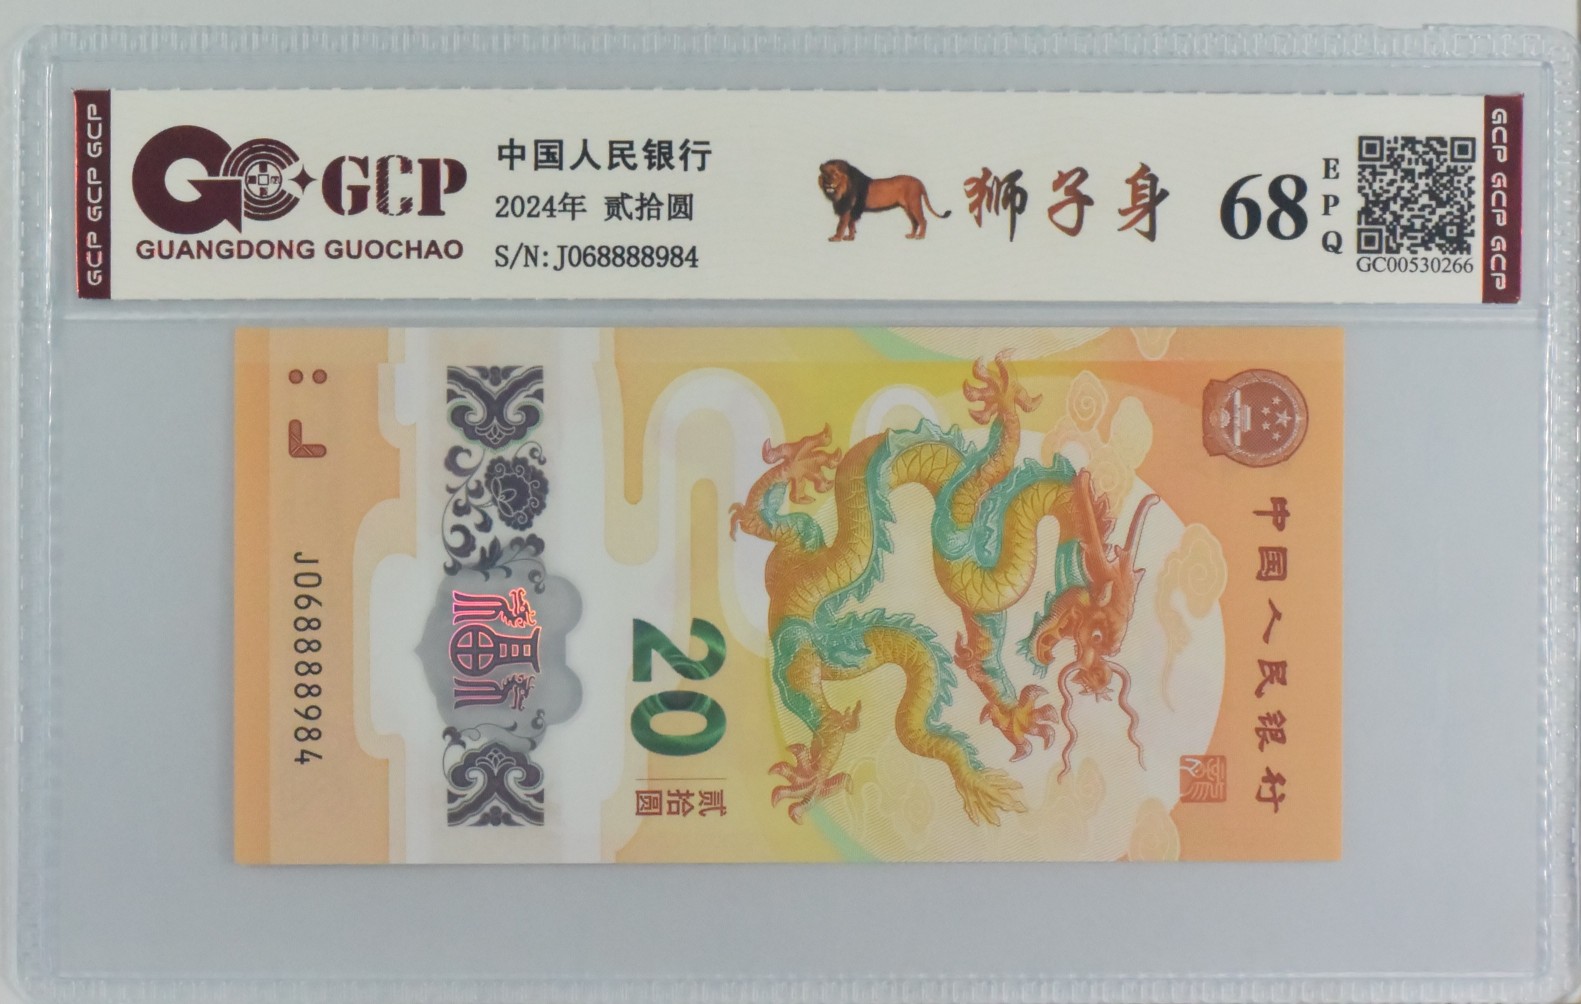 GCP GCP GCP
GCP
GUANGDONG GUOCHAO
中国人民银行
2024年 贰拾圆
S/N:J068888984
狮子身
68
EPQ
GC00530266
GCP GCP GCP
中国人民银行
20
贰拾圆
福
J068888984